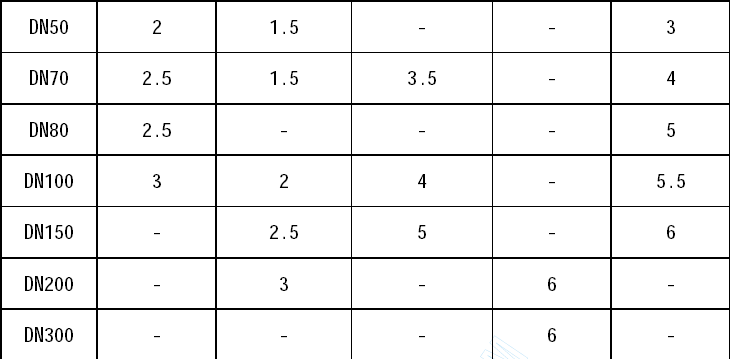 DN50 2 1.5 - - 3
DN70 2.5 1.5 3.5 - 4
DN80 2.5 - - - 5
DN100 3 2 4 - 5.5
DN150 - 2.5 5 - 6
DN200 - 3 - 6 -
DN300 - - - 6 -